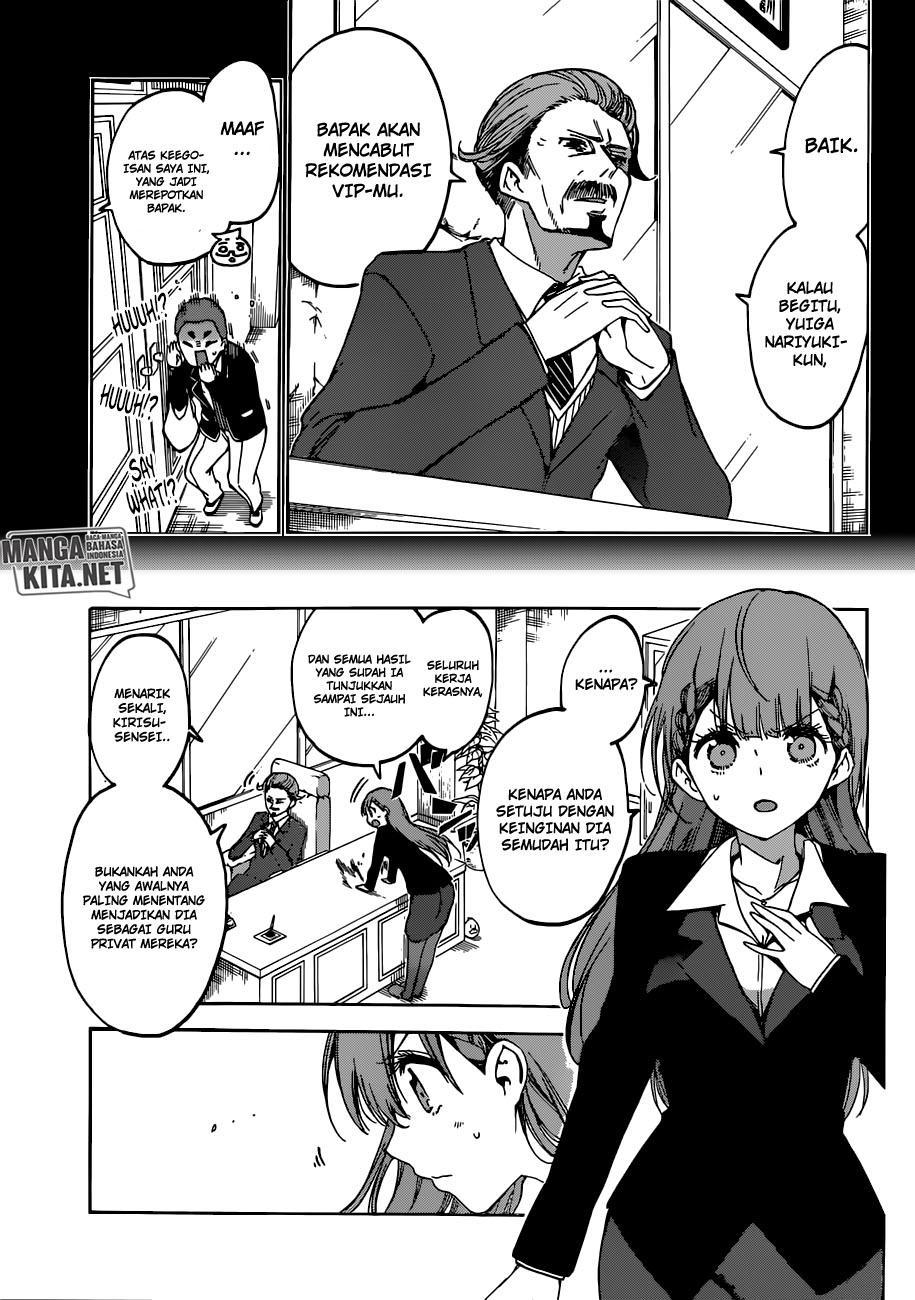 BAIK.
KALAU
BEGITU,
YUIGA
NARIYUKI-
KUN,
BAPAK AKAN
MENCABUT
REKOMENDASI
VIP-MU.
MAAF
...
ATAS KEEGO-
ISAN SAYA INI,
YANG JADI
MEREPOTKAN
BAPAK.
HUUUH!?
HUUUH!?
SAY
WHAT!?
MANGA
KITA.NET
BACA MANGA
BAHASA
INDONESIA
...
KENAPA?
KENAPA ANDA
SETUJU DENGAN
KEINGINAN DIA
SEMUDAH ITU?
SELURUH
KERJA
KERASNYA,
DAN SEMUA HASIL
YANG SUDAH IA
TUNJUKKAN
SAMPAI SEJAUH
INI...
MENARIK
SEKALI,
KIRISU-
SENSEI..
BUKANKAH ANDA
YANG AWALNYA
PALING MENENTANG
MENJADIKAN DIA
SEBAGAI GURU
PRIVAT MEREKA?